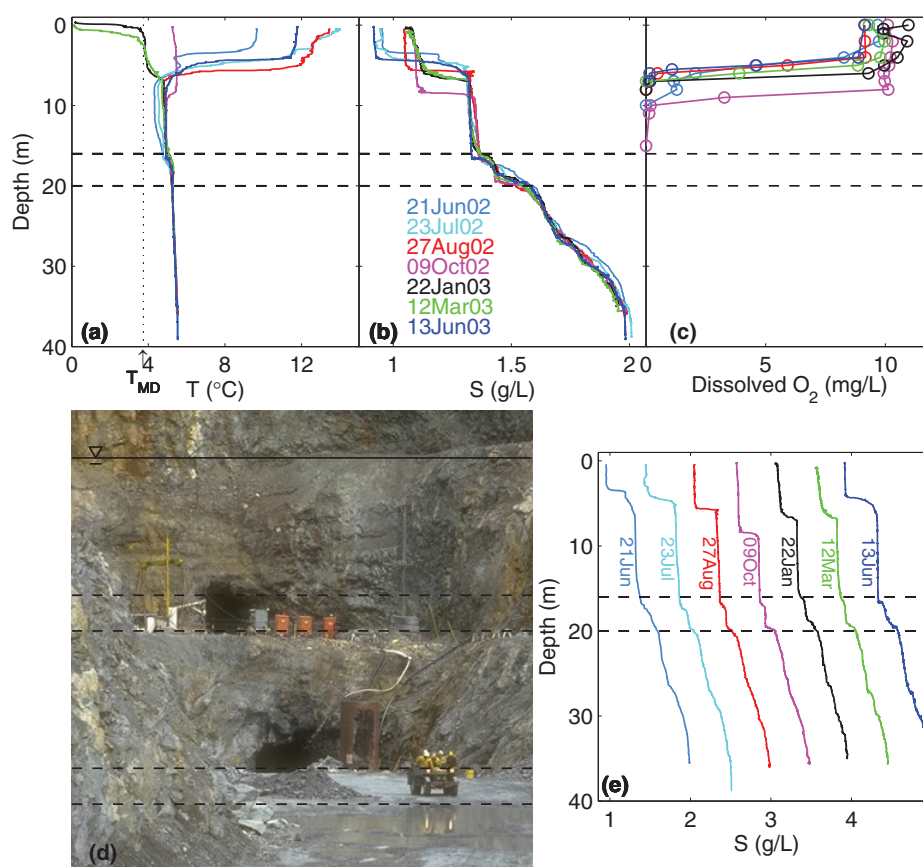 0
10
20
30
40
Depth (m)
0
4
8
12
T (°C)
T_MD
(a)
21Jun02
23Jul02
27Aug02
09Oct02
22Jan03
12Mar03
13Jun03
(b)
1
1.5
2
S (g/L)
(c)
0
5
10
Dissolved O₂ (mg/L)
(d)
0
10
20
30
40
Depth (m)
21Jun
23Jul
27Aug
09Oct
22Jan
12Mar
13Jun
(e)
1
2
3
4
S (g/L)